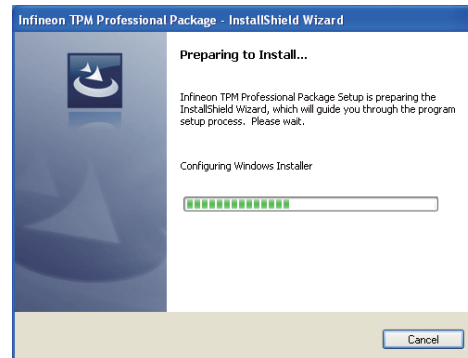 Infineon TPM Professional Package - InstallShield Wizard
Preparing to Install...
Infineon TPM Professional Package Setup is preparing the
InstallShield Wizard, which will guide you through the program
setup process. Please wait.
Configuring Windows Installer
Cancel